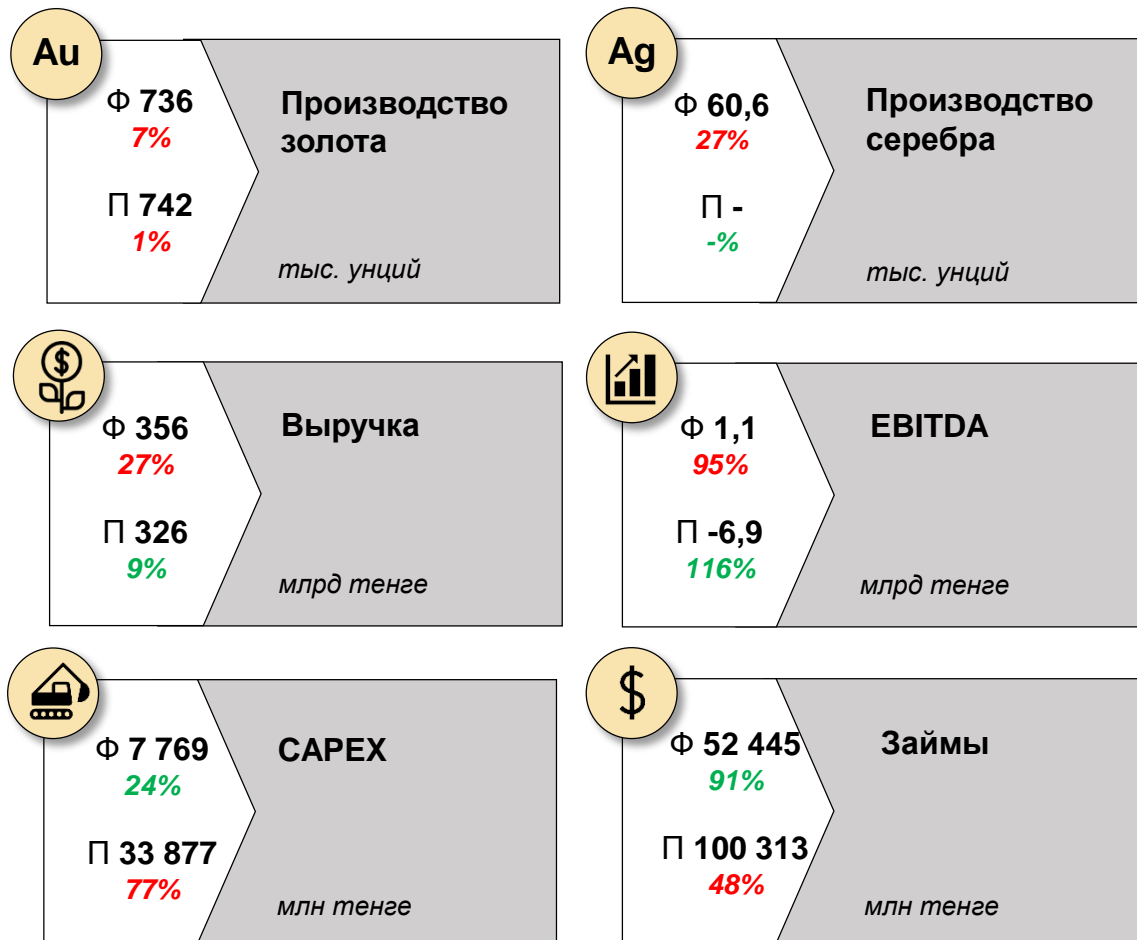 Au
Ф 736
7%
П 742
1%
Производство
золота
тыс. унций
Ag
Ф 60,6
27%
П -
-%
Производство
серебра
тыс. унций
$
Ф 356
27%
П 326
9%
Выручка
млрд тенге
Ф 1,1
95%
П -6,9
116%
EBITDA
млрд тенге
Ф 7 769
24%
П 33 877
77%
CAPEX
млн тенге
$
Ф 52 445
91%
П 100 313
48%
Займы
млн тенге